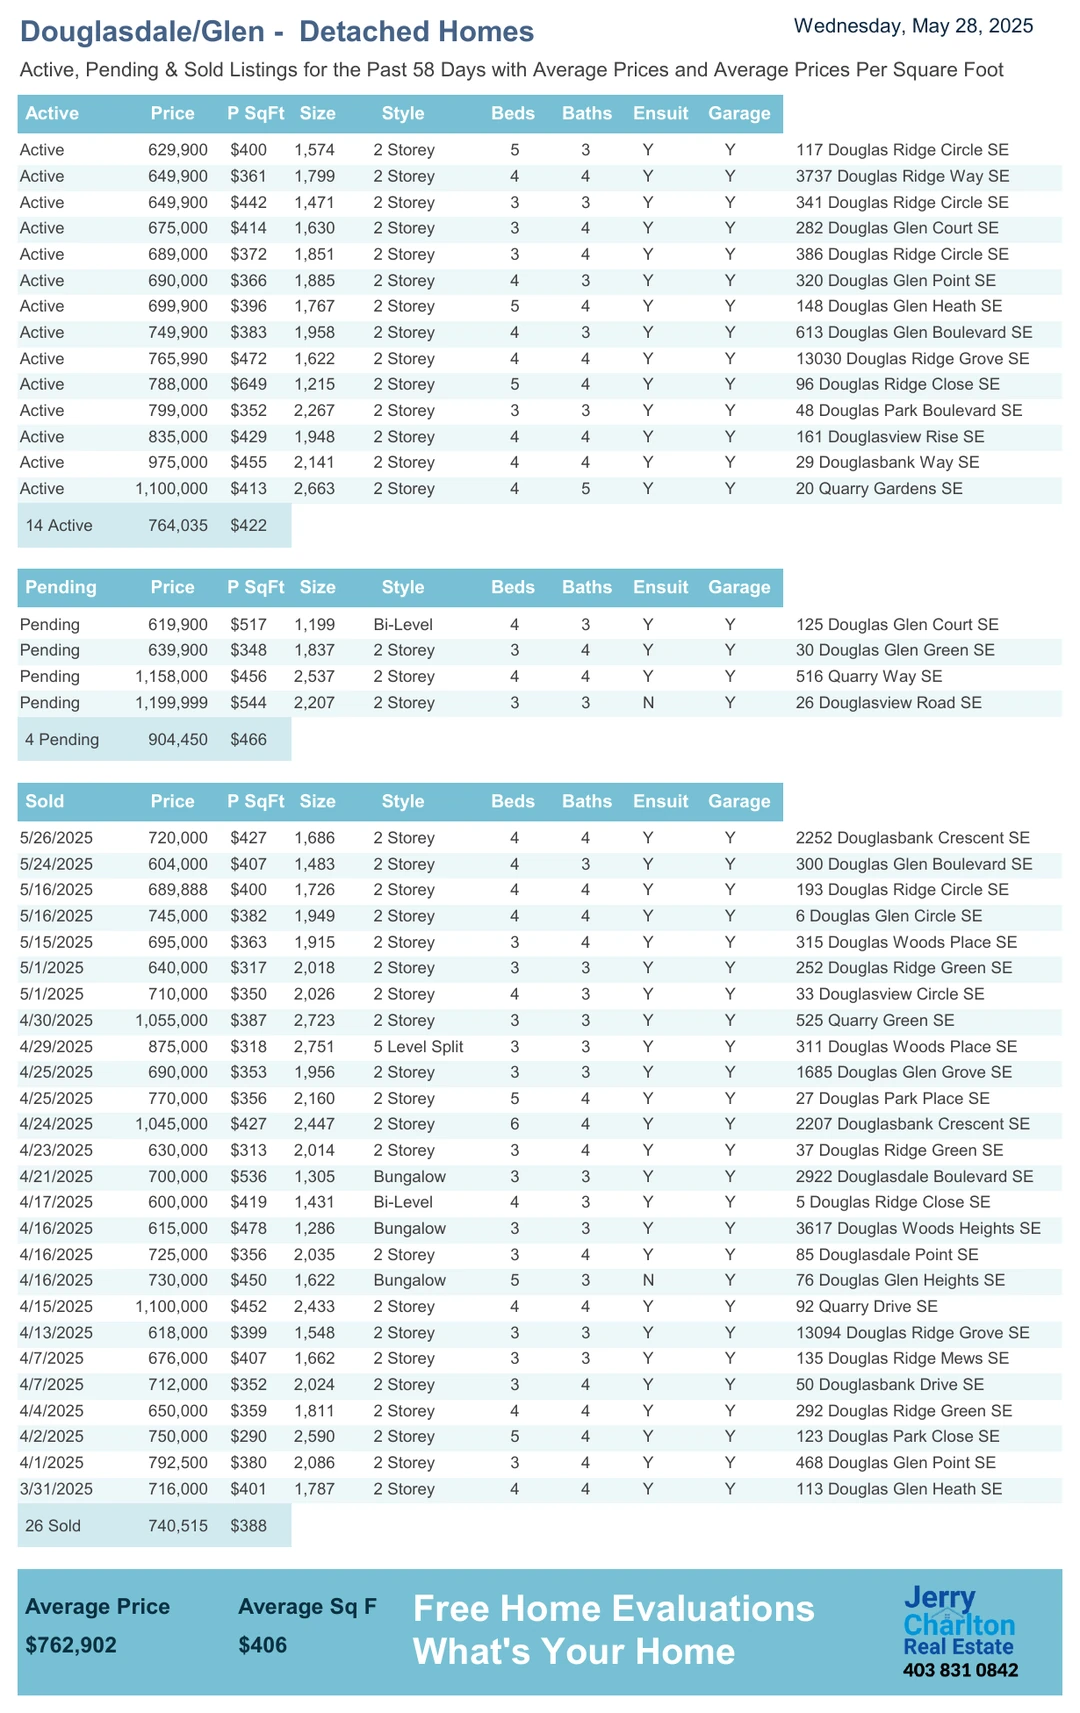 Douglasdale/Glen - Detached Homes
Wednesday, May 28, 2025
Active, Pending & Sold Listings for the Past 58 Days with Average Prices and Average Prices Per Square Foot
Active Price P SqFt Size Style Beds Baths Ensuit Garage
Active 629,900 $400 1,574 2 Storey 5 3 Y Y 117 Douglas Ridge Circle SE
Active 649,900 $361 1,799 2 Storey 4 4 Y Y 3737 Douglas Ridge Way SE
Active 649,900 $442 1,471 2 Storey 3 3 Y Y 341 Douglas Ridge Circle SE
Active 675,000 $414 1,630 2 Storey 3 4 Y Y 282 Douglas Glen Court SE
Active 689,000 $372 1,851 2 Storey 3 4 Y Y 386 Douglas Ridge Circle SE
Active 690,000 $366 1,885 2 Storey 4 3 Y Y 320 Douglas Glen Point SE
Active 699,900 $396 1,767 2 Storey 5 4 Y Y 148 Douglas Glen Heath SE
Active 749,900 $383 1,958 2 Storey 4 3 Y Y 613 Douglas Glen Boulevard SE
Active 765,990 $472 1,622 2 Storey 4 4 Y Y 13030 Douglas Ridge Grove SE
Active 788,000 $649 1,215 2 Storey 5 4 Y Y 96 Douglas Ridge Close SE
Active 799,000 $352 2,267 2 Storey 3 3 Y Y 48 Douglas Park Boulevard SE
Active 835,000 $429 1,948 2 Storey 4 4 Y Y 161 Douglasview Rise SE
Active 975,000 $455 2,141 2 Storey 4 4 Y Y 29 Douglasbank Way SE
Active 1,100,000 $413 2,663 2 Storey 4 5 Y Y 20 Quarry Gardens SE
14 Active 764,035 $422
Pending Price P SqFt Size Style Beds Baths Ensuit Garage
Pending 619,900 $517 1,199 Bi-Level 4 3 Y Y 125 Douglas Glen Court SE
Pending 639,900 $348 1,837 2 Storey 3 4 Y Y 30 Douglas Glen Green SE
Pending 1,158,000 $456 2,537 2 Storey 4 4 Y Y 516 Quarry Way SE
Pending 1,199,999 $544 2,207 2 Storey 3 3 N Y 26 Douglasview Road SE
4 Pending 904,450 $466
Sold Price P SqFt Size Style Beds Baths Ensuit Garage
5/26/2025 720,000 $427 1,686 2 Storey 4 4 Y Y 2252 Douglasbank Crescent SE
5/24/2025 604,000 $407 1,483 2 Storey 4 3 Y Y 300 Douglas Glen Boulevard SE
5/16/2025 689,888 $400 1,726 2 Storey 4 4 Y Y 193 Douglas Ridge Circle SE
5/16/2025 745,000 $382 1,949 2 Storey 4 4 Y Y 6 Douglas Glen Circle SE
5/15/2025 695,000 $363 1,915 2 Storey 3 4 Y Y 315 Douglas Woods Place SE
5/1/2025 640,000 $317 2,018 2 Storey 3 3 Y Y 252 Douglas Ridge Green SE
5/1/2025 710,000 $350 2,026 2 Storey 4 3 Y Y 33 Douglasview Circle SE
4/30/2025 1,055,000 $387 2,723 2 Storey 3 3 Y Y 525 Quarry Green SE
4/29/2025 875,000 $318 2,751 5 Level Split 3 3 Y Y 311 Douglas Woods Place SE
4/25/2025 690,000 $353 1,956 2 Storey 3 3 Y Y 1685 Douglas Glen Grove SE
4/25/2025 770,000 $356 2,160 2 Storey 5 4 Y Y 27 Douglas Park Place SE
4/24/2025 1,045,000 $427 2,447 2 Storey 6 4 Y Y 2207 Douglasbank Crescent SE
4/23/2025 630,000 $313 2,014 2 Storey 3 4 Y Y 37 Douglas Ridge Green SE
4/21/2025 700,000 $536 1,305 Bungalow 3 3 Y Y 2922 Douglasdale Boulevard SE
4/17/2025 600,000 $419 1,431 Bi-Level 4 3 Y Y 5 Douglas Ridge Close SE
4/16/2025 615,000 $478 1,286 Bungalow 3 3 Y Y 3617 Douglas Woods Heights SE
4/16/2025 725,000 $356 2,035 2 Storey 3 4 Y Y 85 Douglasdale Point SE
4/16/2025 730,000 $450 1,622 Bungalow 5 3 N Y 76 Douglas Glen Heights SE
4/15/2025 1,100,000 $452 2,433 2 Storey 4 4 Y Y 92 Quarry Drive SE
4/13/2025 618,000 $399 1,548 2 Storey 3 3 Y Y 13094 Douglas Ridge Grove SE
4/7/2025 676,000 $407 1,662 2 Storey 3 3 Y Y 135 Douglas Ridge Mews SE
4/7/2025 712,000 $352 2,024 2 Storey 3 4 Y Y 50 Douglasbank Drive SE
4/4/2025 650,000 $359 1,811 2 Storey 4 4 Y Y 292 Douglas Ridge Green SE
4/2/2025 750,000 $290 2,590 2 Storey 5 4 Y Y 123 Douglas Park Close SE
4/1/2025 792,500 $380 2,086 2 Storey 3 4 Y Y 468 Douglas Glen Point SE
3/31/2025 716,000 $401 1,787 2 Storey 4 4 Y Y 113 Douglas Glen Heath SE
26 Sold 740,515 $388
Average Price Average Sq F
$762,902 $406
Free Home Evaluations
What's Your Home
Jerry
Charlton
Real Estate
403 831 0842